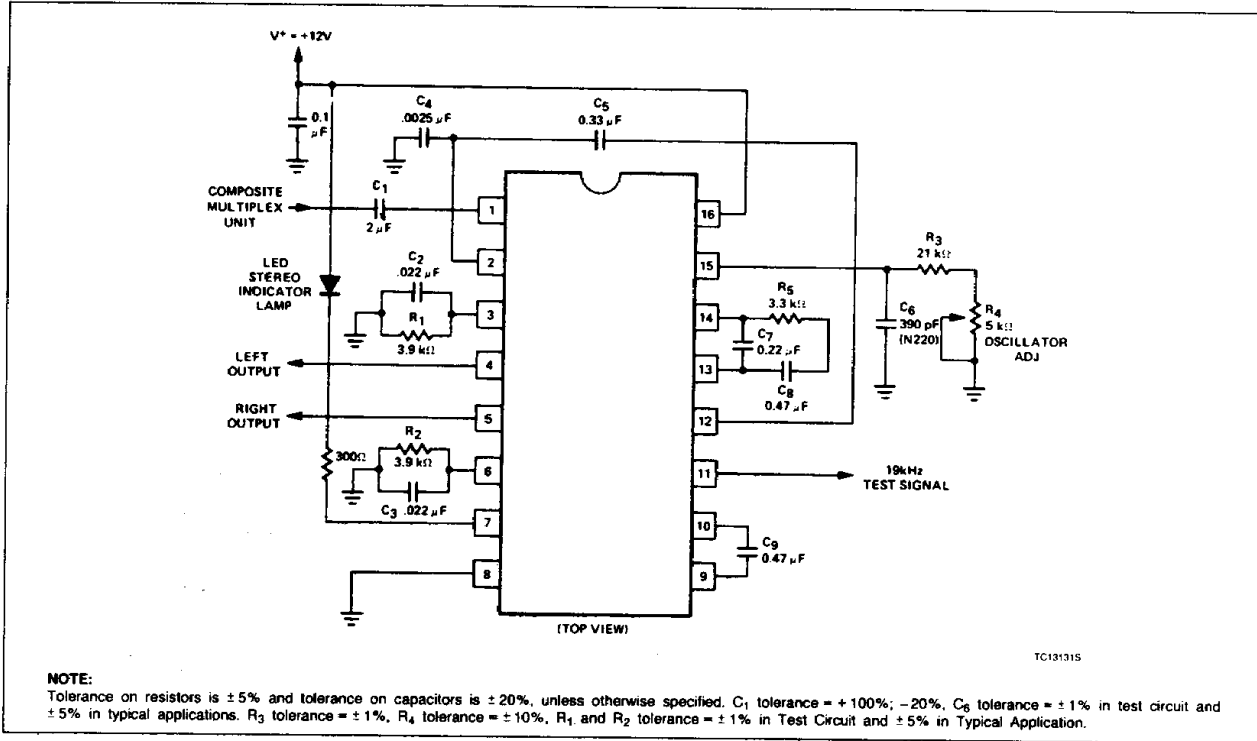 V+ = +12V
0.1
µF
C4
.0025 µF
C5
0.33 µF
COMPOSITE
MULTIPLEX
UNIT
C1
2 µF
1
16
LED
STEREO
INDICATOR
LAMP
C2
.022 µF
2
15
R3
21 kΩ
R1
3.9 kΩ
3
14
R5
3.3 kΩ
C7
0.22 µF
C6
390 pF
(N220)
R4
5 kΩ
OSCILLATOR
ADJ
LEFT
OUTPUT
4
13
C8
0.47 µF
RIGHT
OUTPUT
5
12
300Ω
R2
3.9 kΩ
6
11
19kHz
TEST SIGNAL
C3 .022 µF
7
10
C9
0.47 µF
8
9
(TOP VIEW)
TC13131S
NOTE:
Tolerance on resistors is ±5% and tolerance on capacitors is ±20%, unless otherwise specified. C1 tolerance = +100%; -20%, C6 tolerance = ±1% in test circuit and
±5% in typical applications. R3 tolerance = ±1%, R4 tolerance = ±10%, R1 and R2 tolerance = ±1% in Test Circuit and ±5% in Typical Application.